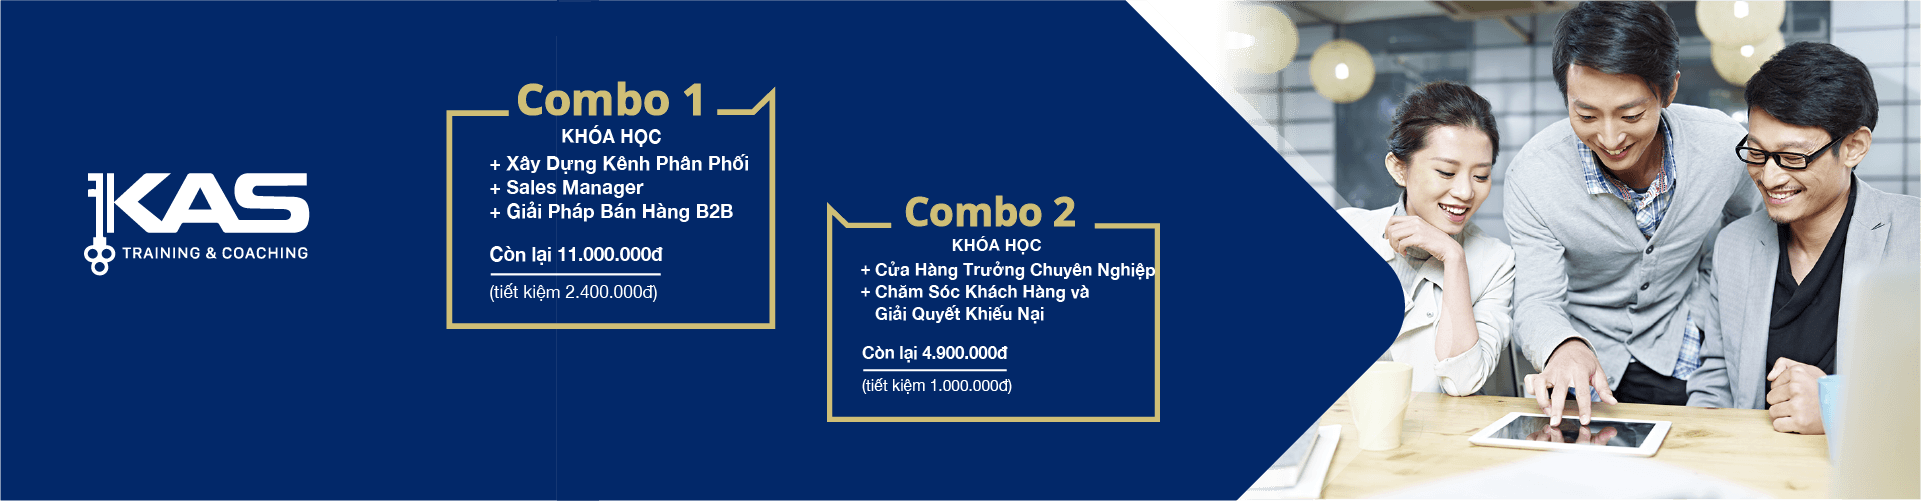 KAS
TRAINING & COACHING
Combo 1
KHÓA HỌC
+ Xây Dựng Kênh Phân Phối
+ Sales Manager
+ Giải Pháp Bán Hàng B2B
Còn lại 11.000.000đ
(tiết kiệm 2.400.000đ)
Combo 2
KHÓA HỌC
+ Cửa Hàng Trưởng Chuyên Nghiệp
+ Chăm Sóc Khách Hàng và
Giải Quyết Khiếu Nại
Còn lại 4.900.000đ
(tiết kiệm 1.000.000đ)